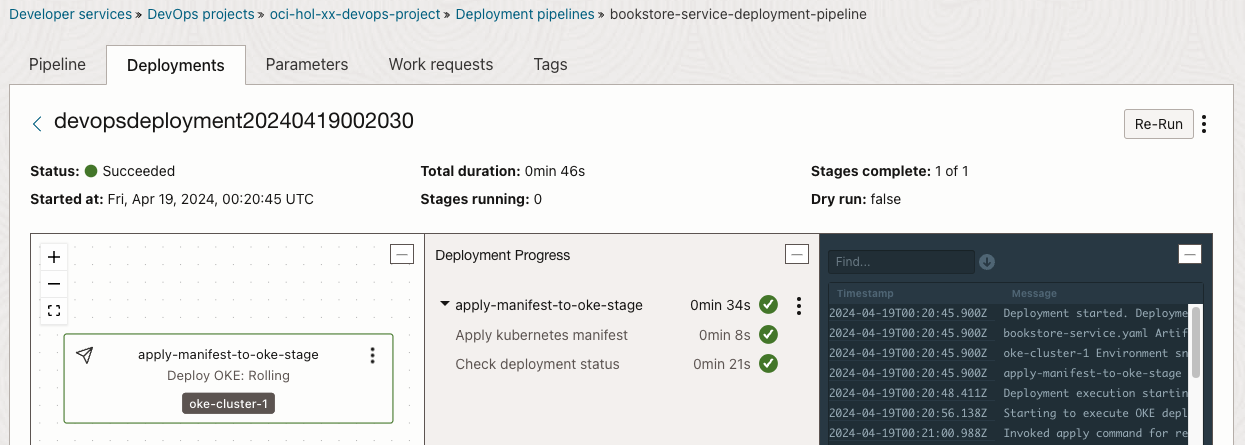 Developer services » DevOps projects » oci-hol-xx-devops-project » Deployment pipelines » bookstore-service-deployment-pipeline
Pipeline Deployments Parameters Work requests Tags
devopsdeployment20240419002030
Re-Run
Status: Succeeded Total duration: 0min 46s Stages complete: 1 of 1
Started at: Fri, Apr 19, 2024, 00:20:45 UTC Stages running: 0 Dry run: false
apply-manifest-to-oke-stage
Deploy OKE: Rolling
oke-cluster-1
Deployment Progress
apply-manifest-to-oke-stage 0min 34s
Apply kubernetes manifest 0min 8s
Check deployment status 0min 21s
Find...
Timestamp Message
2024-04-19T00:20:45.900Z Deployment started. Deployme
2024-04-19T00:20:45.900Z bookstore-service.yaml Artif
2024-04-19T00:20:45.900Z oke-cluster-1 Environment sn
2024-04-19T00:20:45.900Z apply-manifest-to-oke-stage
2024-04-19T00:20:48.411Z Deployment execution startin
2024-04-19T00:20:56.138Z Starting to execute OKE depl
2024-04-19T00:21:00.988Z Invoked apply command for re